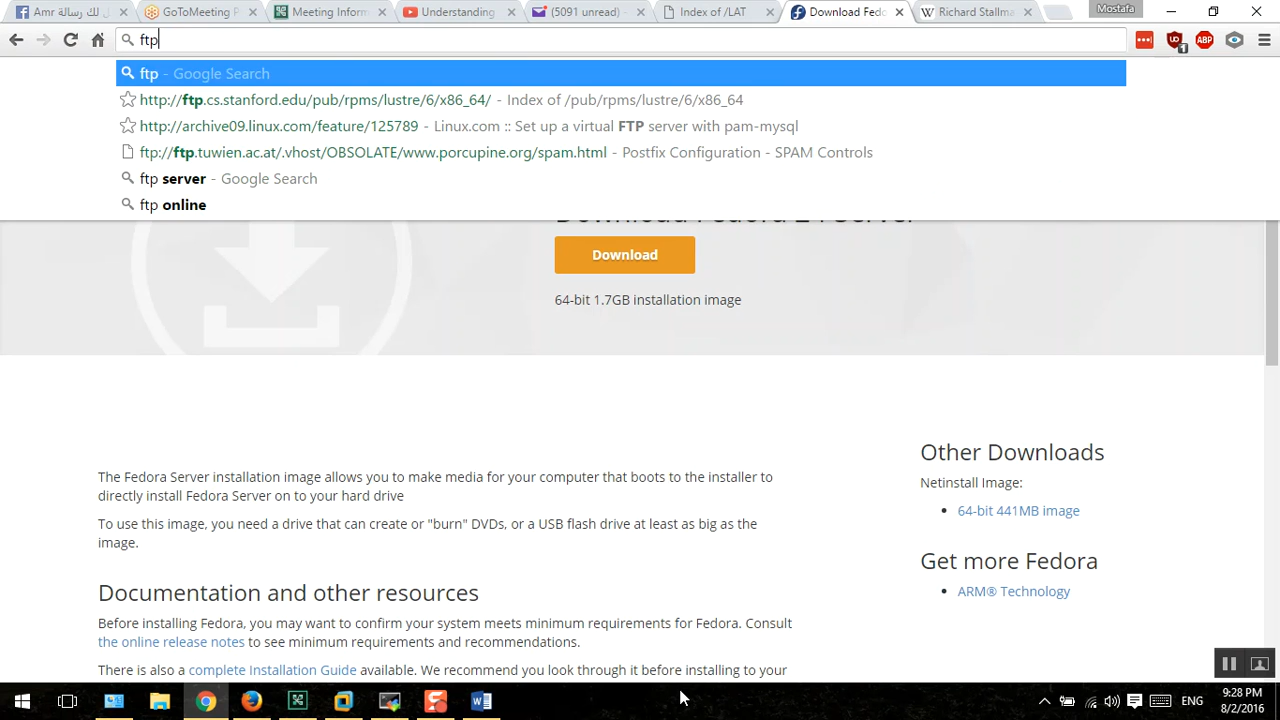 Amr لك رسالة ل
GoToMeeting P
Meeting Inform
Understanding
(5091 unread) -
Index of /LAT
Download Fedo
Richard Stallma
Mostafa
ftp
ftp - Google Search
http://ftp.cs.stanford.edu/pub/rpms/lustre/6/x86_64/ - Index of /pub/rpms/lustre/6/x86_64
http://archive09.linux.com/feature/125789 - Linux.com :: Set up a virtual FTP server with pam-mysql
ftp://ftp.tuwien.ac.at/.vhost/OBSOLATE/www.porcupine.org/spam.html - Postfix Configuration - SPAM Controls
ftp server - Google Search
ftp online
Download Fedora 24 Server
Download
64-bit 1.7GB installation image
The Fedora Server installation image allows you to make media for your computer that boots to the installer to
directly install Fedora Server on to your hard drive
To use this image, you need a drive that can create or "burn" DVDs, or a USB flash drive at least as big as the
image.
Other Downloads
Netinstall Image:
64-bit 441MB image
Get more Fedora
ARM® Technology
Documentation and other resources
Before installing Fedora, you may want to confirm your system meets minimum requirements for Fedora. Consult
the online release notes to see minimum requirements and recommendations.
There is also a complete Installation Guide available. We recommend you look through it before installing to your
ABP
1
ENG
9:28 PM
8/2/2016